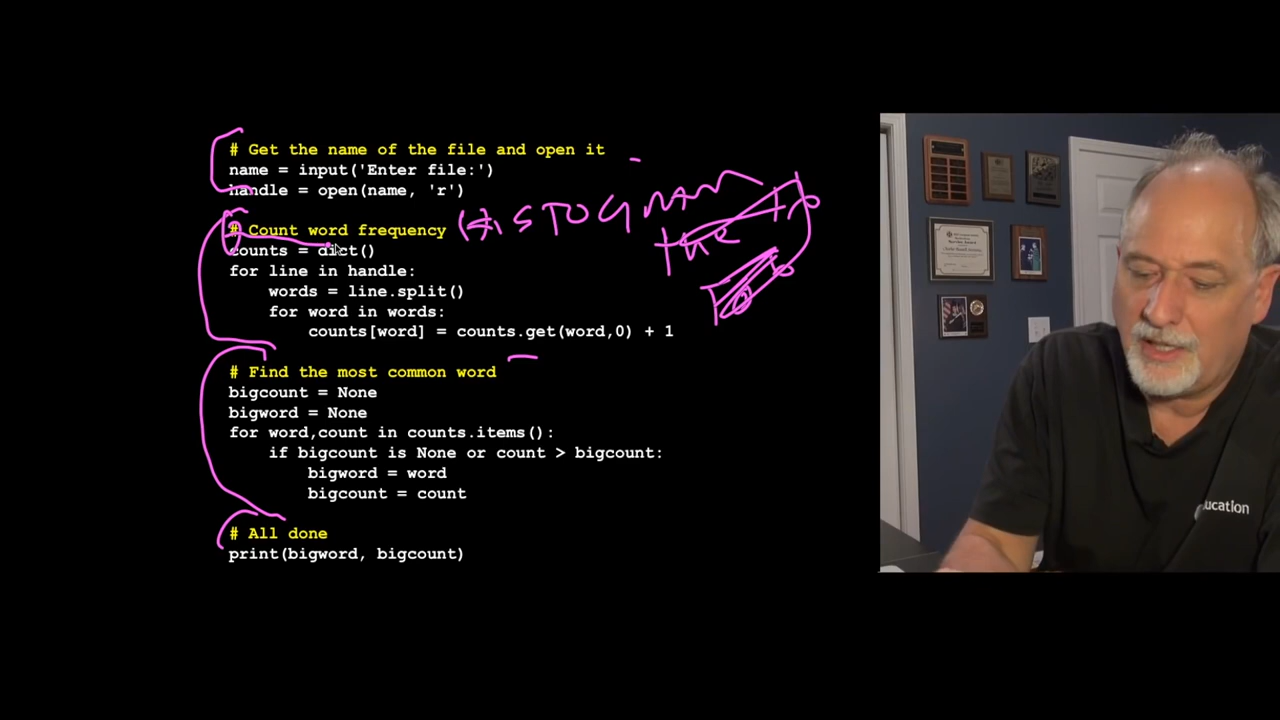 # Get the name of the file and open it
name = input('Enter file:')
handle = open(name, 'r')
# Count word frequency
HISTOGRAM
the
counts = dict()
for line in handle:
    words = line.split()
    for word in words:
        counts[word] = counts.get(word,0) + 1
# Find the most common word
bigcount = None
bigword = None
for word,count in counts.items():
    if bigcount is None or count > bigcount:
        bigword = word
        bigcount = count
# All done
print(bigword, bigcount)
ucation